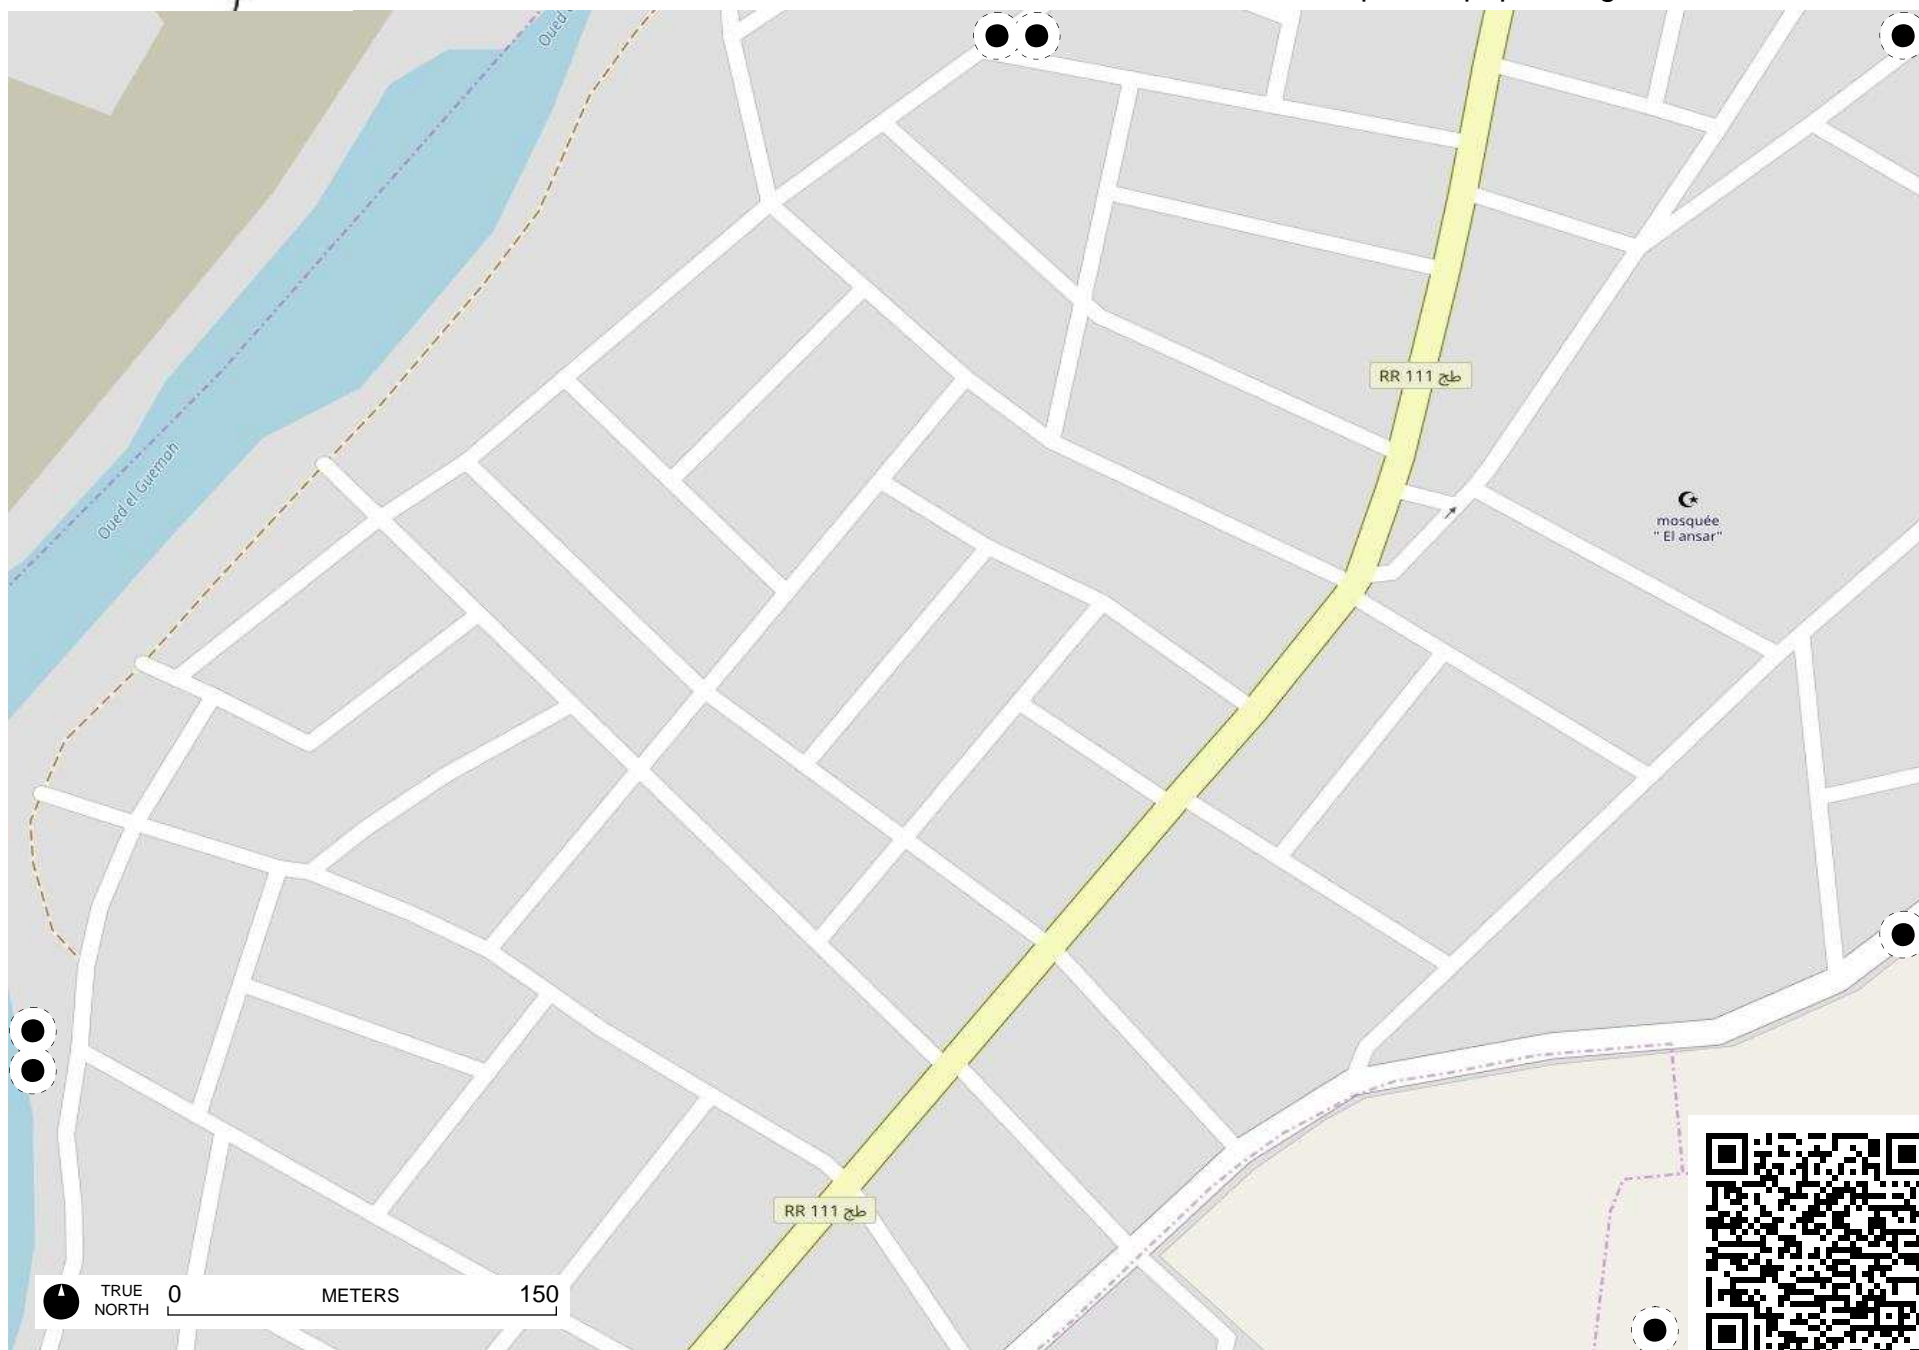 Oued
RR 111 طج
mosquée
" El ansar"
Oued el Guemah
RR 111 طج
TRUE
NORTH
0
METERS
150